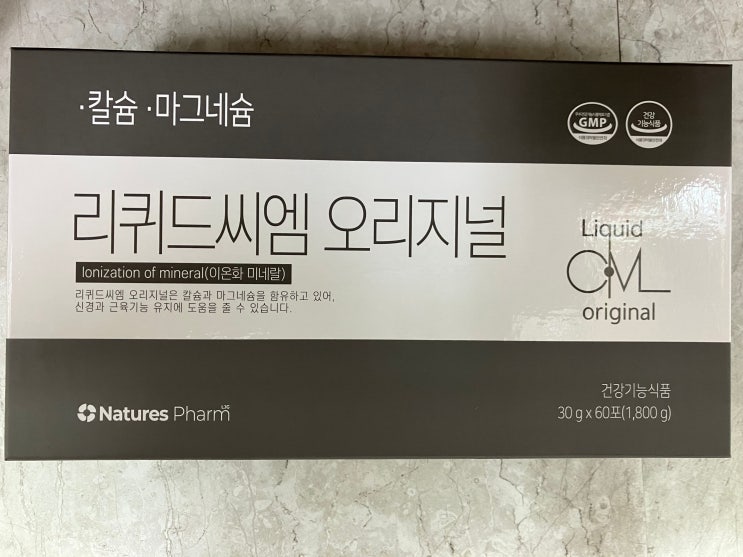 ·칼슘 ·마그네슘
GMP
건강
기능식품
리퀴드씨엠 오리지널
Ionization of mineral(이온화 미네랄)
리퀴드씨엠 오리지널은 칼슘과 마그네슘을 함유하고 있어,
신경과 근육기능 유지에 도움을 줄 수 있습니다.
Liquid
CML
original
Natures Pharm
건강기능식품
30 g x 60포(1,800 g)